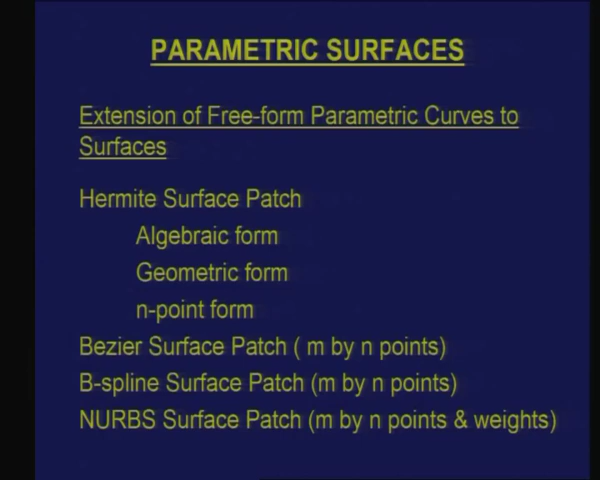 PARAMETRIC SURFACES
Extension of Free-form Parametric Curves to
Surfaces
Hermite Surface Patch
Algebraic form
Geometric form
n-point form
Bezier Surface Patch ( m by n points)
B-spline Surface Patch (m by n points)
NURBS Surface Patch (m by n points & weights)